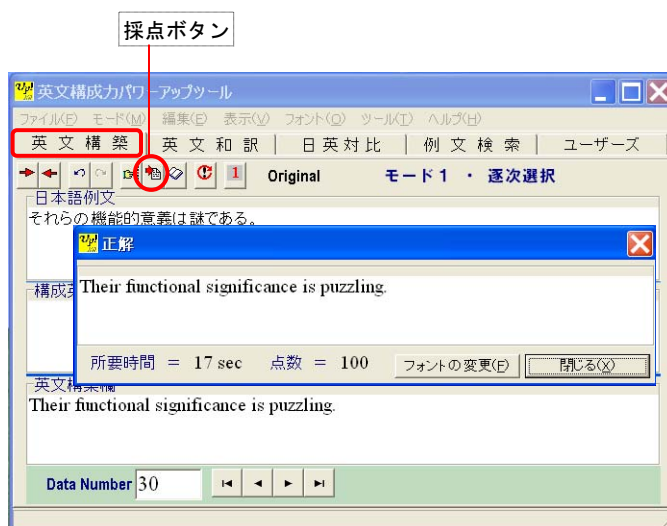 採点ボタン
英文構成力パワーアップツール
ファイル(F) モード(M) 編集(E) 表示(V) フォント(O) ツール(T) ヘルプ(H)
英文構築 英文和訳 日英対比 例文検索 ユーザーズ
1 Original モード1 ・ 逐次選択
日本語例文
それらの機能的意義は謎である。
Up! 正解
構成英
Their functional significance is puzzling.
所要時間 = 17 sec 点数 = 100 フォントの変更(F) 閉じる(X)
英文構築欄
Their functional significance is puzzling.
Data Number 30